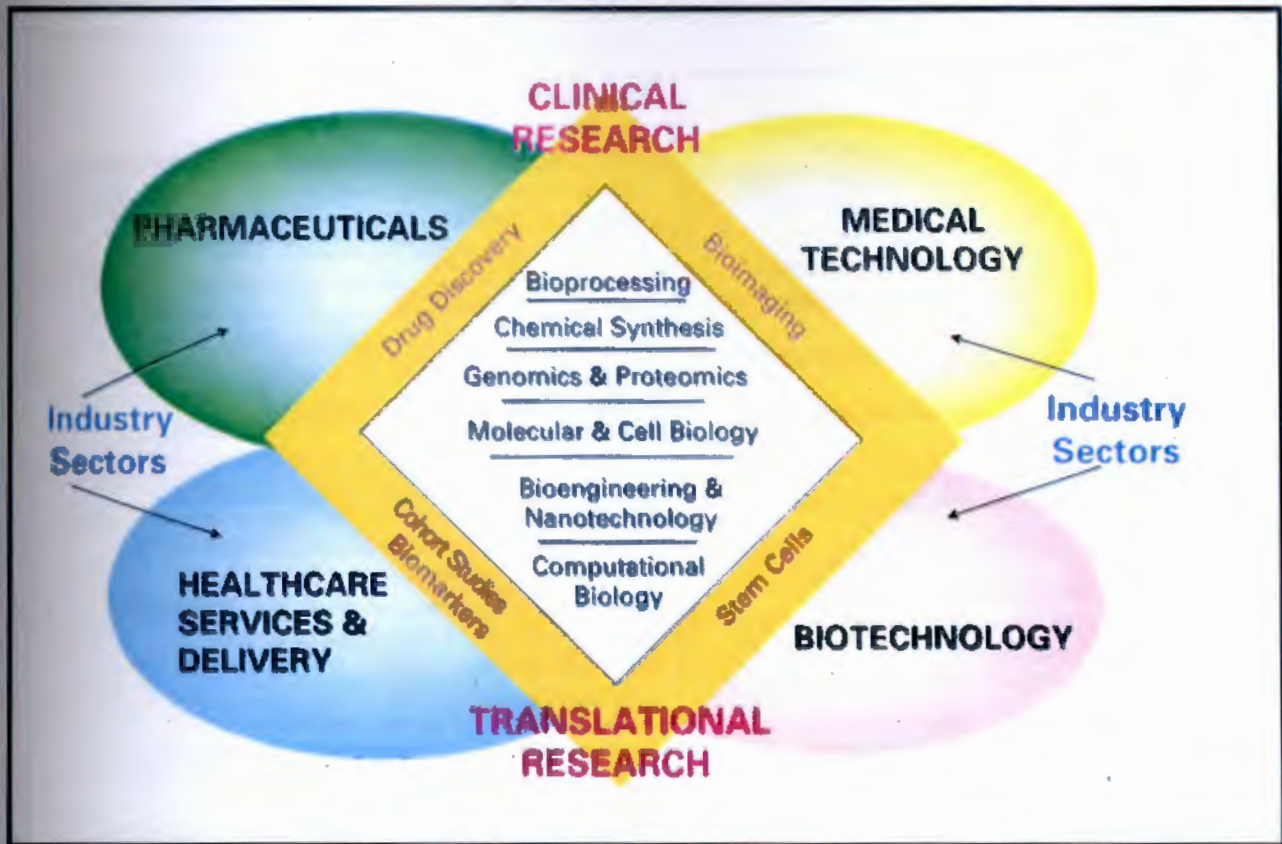 CLINICAL
RESEARCH
PHARMACEUTICALS
MEDICAL
TECHNOLOGY
Drug Discovery
Bioimaging
Bioprocessing
Chemical Synthesis
Genomics & Proteomics
Molecular & Cell Biology
Bioengineering &
Nanotechnology
Computational
Biology
Industry
Sectors
Industry
Sectors
Cohort Studies
Biomarkers
Stem Cells
HEALTHCARE
SERVICES &
DELIVERY
BIOTECHNOLOGY
TRANSLATIONAL
RESEARCH